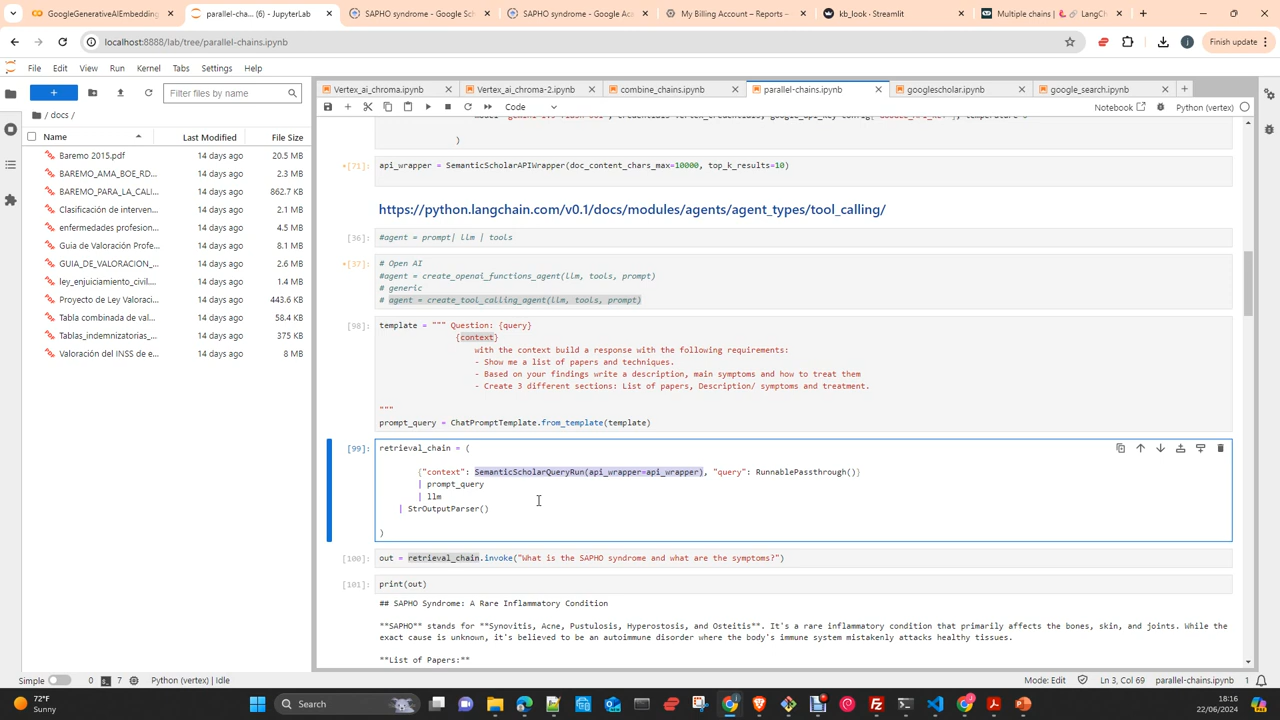 GoogleGenerativeAIEmbedding
parallel-cha... (6) - JupyterLab
SAPHO syndrome - Google Sch
SAPHO syndrome - Google Aca
My Billing Account – Reports –
kb_look - Streamlit
Multiple chains | 🦜️🔗 LangCh
localhost:8888/lab/tree/parallel-chains.ipynb
Finish update
File Edit View Run Kernel Tabs Settings Help
Filter files by name
/ docs /
Name Last Modified File Size
Baremo 2015.pdf 14 days ago 20.5 MB
BAREMO_AMA_BOE_RD... 14 days ago 2.3 MB
BAREMO_PARA_LA_CALI... 14 days ago 862.7 KB
Clasificación de interven... 14 days ago 2.1 MB
enfermedades profesion... 14 days ago 4.5 MB
Guia de Valoración Profe... 14 days ago 8.1 MB
GUIA_DE_VALORACION_... 14 days ago 2.6 MB
ley_enjuiciamiento_civil.... 14 days ago 1.4 MB
Proyecto de Ley Valoraci... 14 days ago 443.6 KB
Tabla combinada de val... 14 days ago 58.4 KB
Tablas_indemnizatorias_... 14 days ago 375 KB
Valoración del INSS de e... 14 days ago 8 MB
Vertex_ai_chroma.ipynb
Vertex_ai_chroma-2.ipynb
combine_chains.ipynb
parallel-chains.ipynb
googlescholar.ipynb
google_search.ipynb
Code
Notebook
Python (vertex)
)
[71]: api_wrapper = SemanticScholarAPIWrapper(doc_content_chars_max=10000, top_k_results=10)
https://python.langchain.com/v0.1/docs/modules/agents/agent_types/tool_calling/
[36]: #agent = prompt| llm | tools
[37]: # Open AI
#agent = create_openai_functions_agent(llm, tools, prompt)
# generic
# agent = create_tool_calling_agent(llm, tools, prompt)
[98]: template = """ Question: {query}
{context}
with the context build a response with the following requirements:
- Show me a list of papers and techniques.
- Based on your findings write a description, main symptoms and how to treat them
- Create 3 different sections: List of papers, Description/ symptoms and treatment.
"""
prompt_query = ChatPromptTemplate.from_template(template)
[99]: retrieval_chain = (
{"context": SemanticScholarQueryRun(api_wrapper=api_wrapper), "query": RunnablePassthrough()}
| prompt_query
| llm
| StrOutputParser()
)
[100]: out = retrieval_chain.invoke("What is the SAPHO syndrome and what are the symptoms?")
[101]: print(out)
## SAPHO Syndrome: A Rare Inflammatory Condition
**SAPHO** stands for **Synovitis, Acne, Pustulosis, Hyperostosis, and Osteitis**. It's a rare inflammatory condition that primarily affects the bones, skin, and joints. While the
exact cause is unknown, it's believed to be an autoimmune disorder where the body's immune system mistakenly attacks healthy tissues.
**List of Papers:**
Simple 0 7 Python (vertex) | Idle
Mode: Edit Ln 3, Col 69 parallel-chains.ipynb 1
72°F
Sunny
Search
18:16
22/06/2024